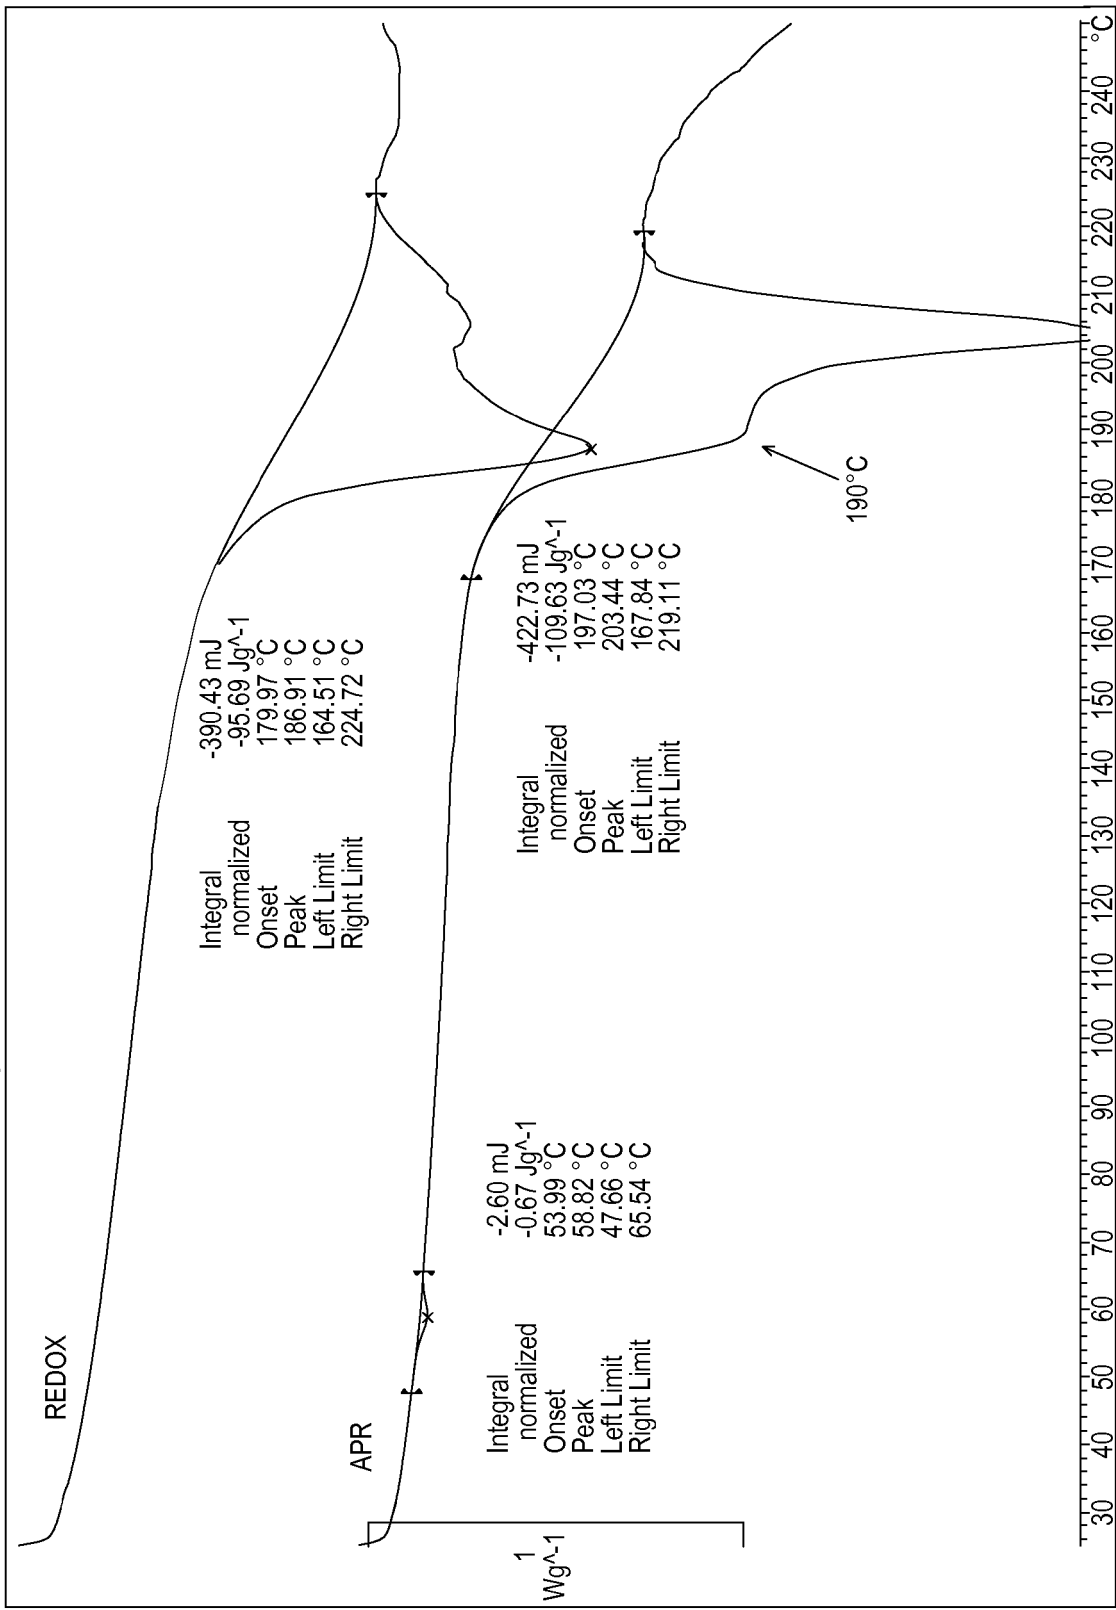 REDOX
Integral -390.43 mJ
normalized -95.69 Jg^-1
Onset 179.97 °C
Peak 186.91 °C
Left Limit 164.51 °C
Right Limit 224.72 °C
APR
Integral -2.60 mJ
normalized -0.67 Jg^-1
Onset 53.99 °C
Peak 58.82 °C
Left Limit 47.66 °C
Right Limit 65.54 °C
Integral -422.73 mJ
normalized -109.63 Jg^-1
Onset 197.03 °C
Peak 203.44 °C
Left Limit 167.84 °C
Right Limit 219.11 °C
1
Wg^-1
190°C
30 40 50 60 70 80 90 100 110 120 130 140 150 160 170 180 190 200 210 220 230 240 °C